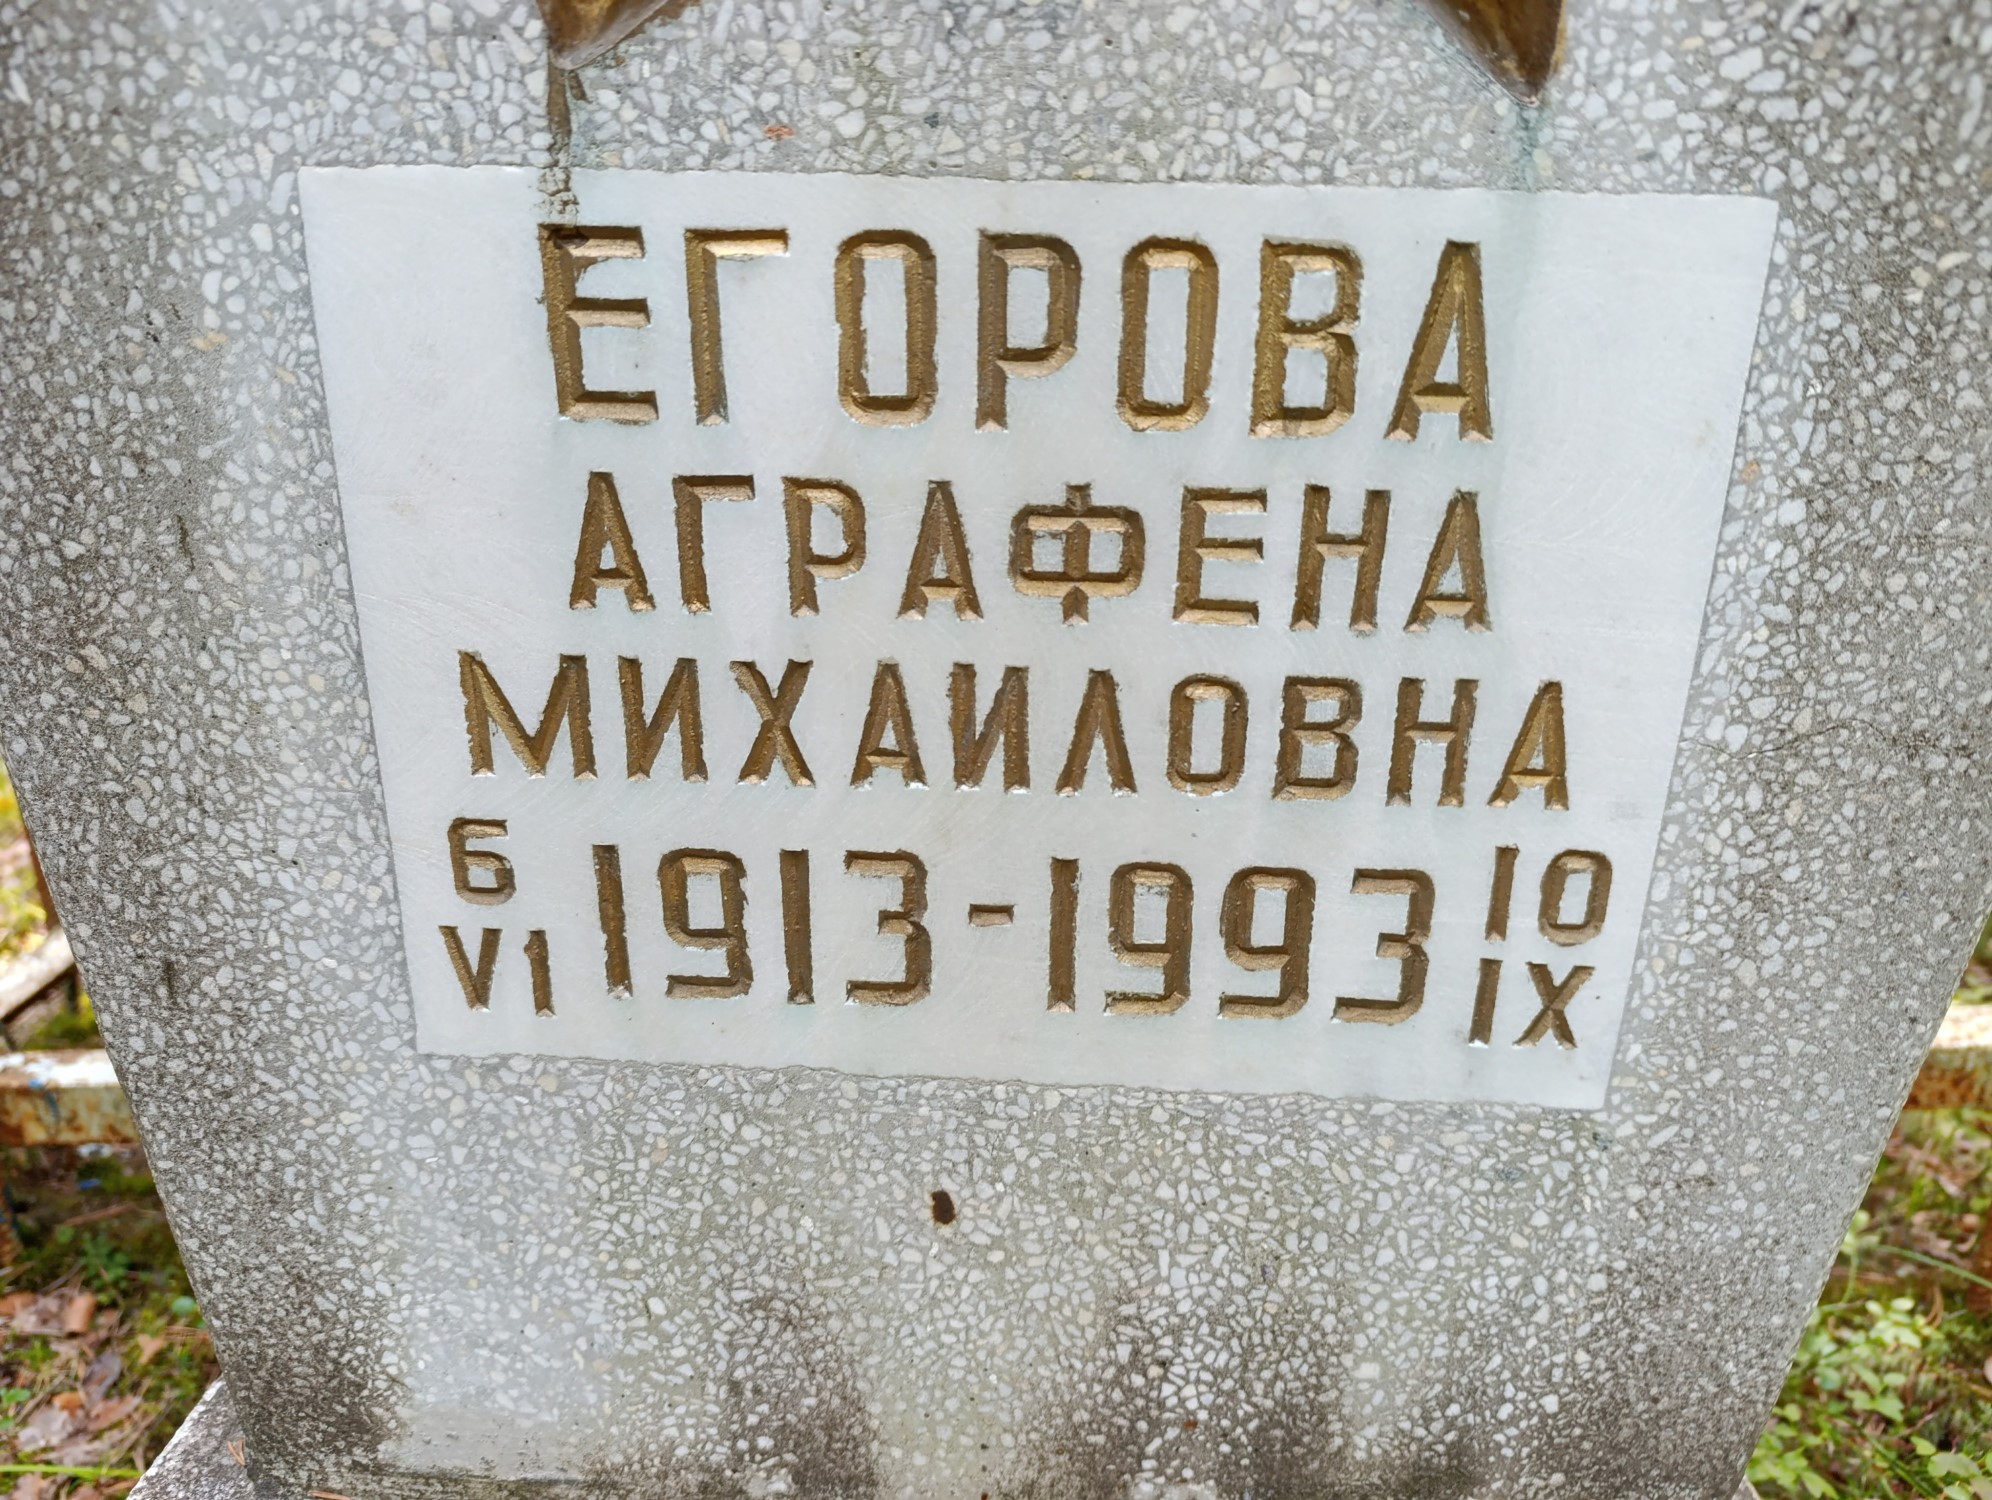 ЕГОРОВА
АГРАФЕНА
МИХАИЛОВНА
6 VI 1913-1993 10 IX